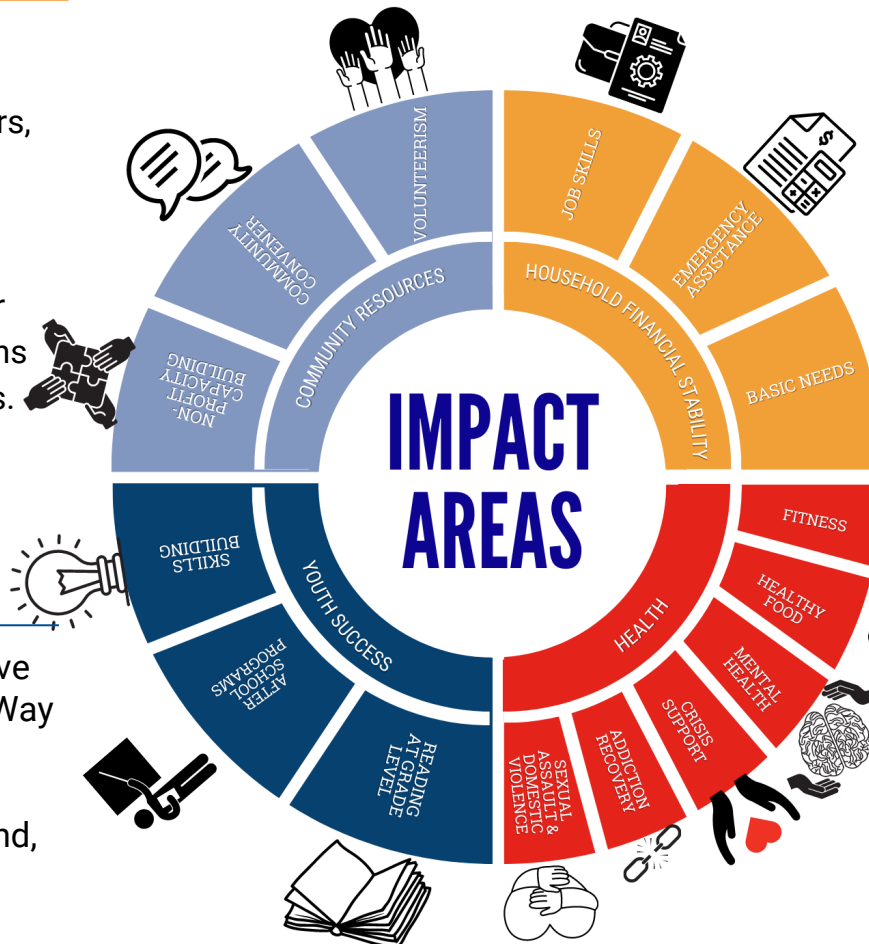 rs,
r
ns
s.
ve
Way
nd,
IMPACT
AREAS
COMMUNITY RESOURCES
NON-
PROFIT
CAPACITY
BUILDING
COMMUNITY
CONVENER
VOLUNTEERISM
HOUSEHOLD FINANCIAL STABILITY
JOB SKILLS
EMERGENCY
ASSISTANCE
$
BASIC NEEDS
HEALTH
FITNESS
HEALTHY
FOOD
MENTAL
HEALTH
CRISIS
SUPPORT
ADDICTION
RECOVERY
SEXUAL
ASSAULT &
DOMESTIC
VIOLENCE
YOUTH SUCCESS
READING
AT GRADE
LEVEL
AFTER
SCHOOL
PROGRAMS
SKILLS
BUILDING